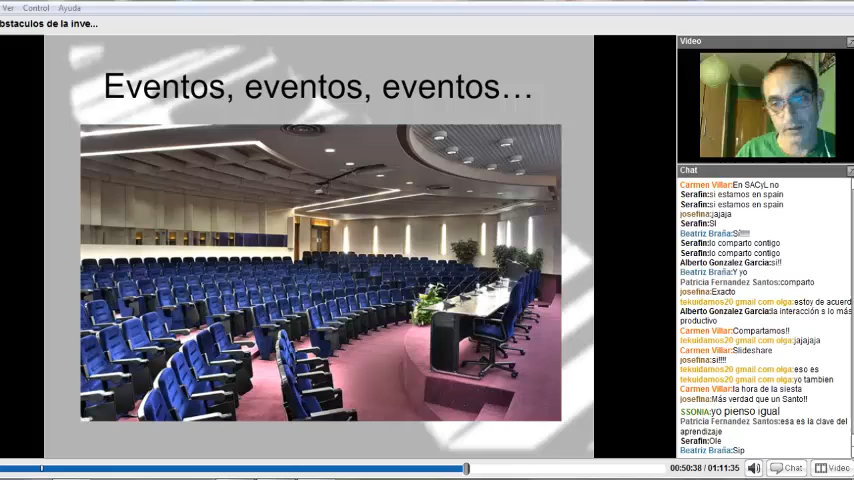 Ver Control Ayuda
bstaculos de la inve...
Eventos, eventos, eventos...
Video
Chat
Carmen Villar:En SACyL no
Serafin:si estamos en spain
Serafin:si estamos en spain
josefina:jajaja
Serafin:SI
Beatriz Braña:Sí!!!!!
Serafin:lo comparto contigo
Alberto Gonzalez Garcia:si!!
Beatriz Braña:Y yo
Patricia Fernandez Santos:comparto
josefina:Exacto
tekuidamos20 gmail com olga:estoy de acuerd
Alberto Gonzalez Garcia:la interacción s lo más
productivo
Carmen Villar:Compartamos!!
tekuidamos20 gmail com olga:jajajaja
Carmen Villar:Slideshare
josefina:si!!!!
tekuidamos20 gmail com olga:eso es
tekuidamos20 gmail com olga:yo tambien
Carmen Villar:la hora de la siesta
josefina:Más verdad que un Santo!!
SSONIA:yo pienso igual
Patricia Fernandez Santos:esa es la clave del
aprendizaje
Serafin:Ole
Beatriz Braña:Sip
00:50:38 / 01:11:35 Chat Video